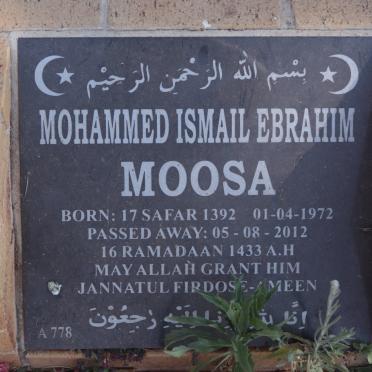 بِسْمِ اللهِ الرَّحْمٰنِ الرَّحِيْمِ
MOHAMMED ISMAIL EBRAHIM
MOOSA
BORN: 17 SAFAR 1392 01-04-1972
PASSED AWAY: 05 - 08 - 2012
16 RAMADAAN 1433 A.H
MAY ALLAH GRANT HIM
JANNATUL FIRDOSE-AMEEN
اِنَّا لِلّٰهِ وَاِنَّا اِلَيْهِ رٰجِعُوْنَ
A 778